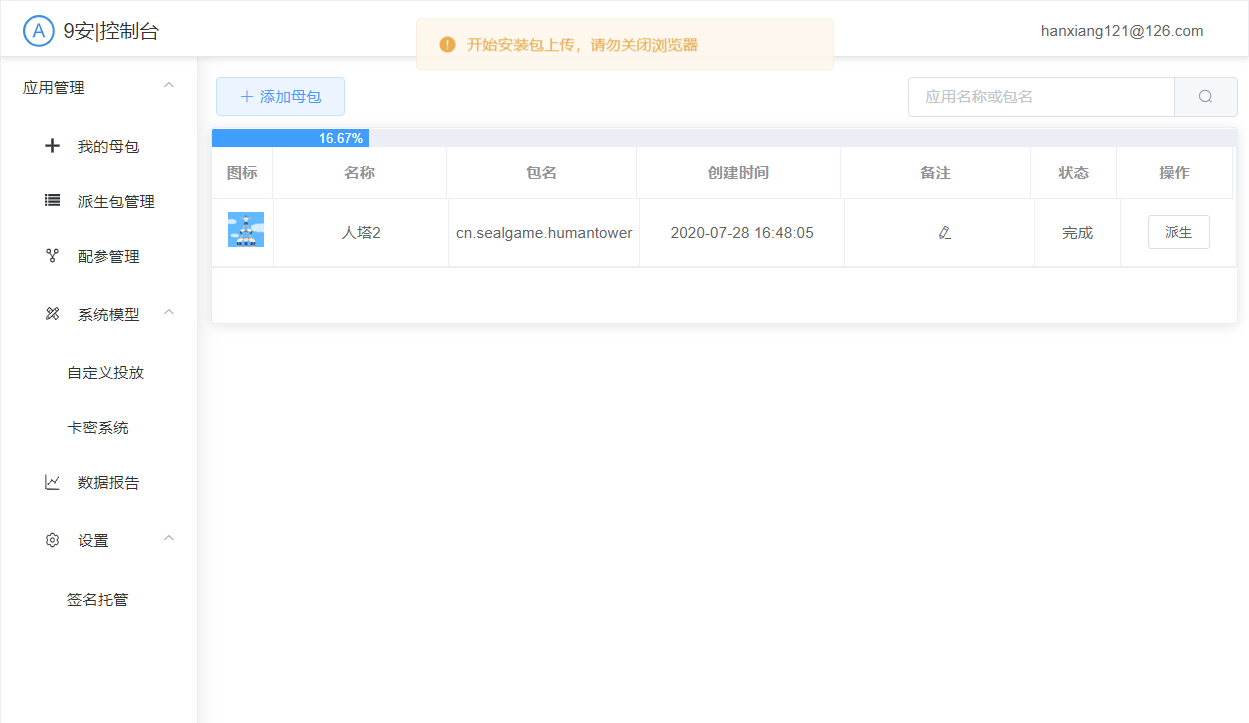 9安|控制台
开始安装包上传，请勿关闭浏览器
hanxiang121@126.com
应用管理
我的母包
派生包管理
配参管理
系统模型
自定义投放
卡密系统
数据报告
设置
签名托管
添加母包
应用名称或包名
16.67%
图标 名称 包名 创建时间 备注 状态 操作
人塔2 cn.sealgame.humantower 2020-07-28 16:48:05 完成 派生